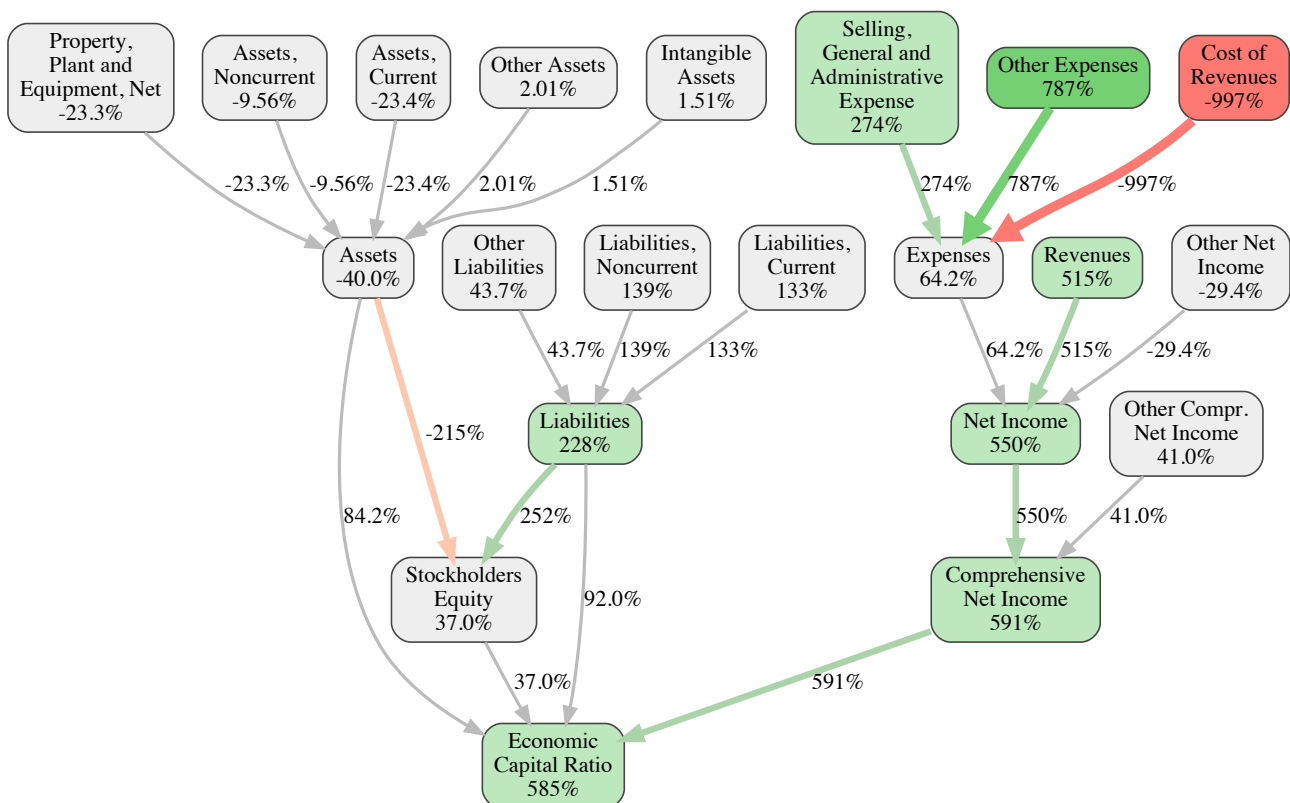 Property,
Plant and
Equipment, Net
-23.3%
Assets,
Noncurrent
-9.56%
Assets,
Current
-23.4%
Other Assets
2.01%
Intangible
Assets
1.51%
Selling,
General and
Administrative
Expense
274%
Other Expenses
787%
Cost of
Revenues
-997%
-23.3%
-9.56%
-23.4%
2.01%
1.51%
274%
787%
-997%
Assets
-40.0%
Other
Liabilities
43.7%
Liabilities,
Noncurrent
139%
Liabilities,
Current
133%
Expenses
64.2%
Revenues
515%
Other Net
Income
-29.4%
43.7%
139%
133%
64.2%
515%
-29.4%
-215%
Liabilities
228%
Net Income
550%
Other Compr.
Net Income
41.0%
84.2%
252%
550%
41.0%
Stockholders
Equity
37.0%
92.0%
Comprehensive
Net Income
591%
37.0%
591%
Economic
Capital Ratio
585%